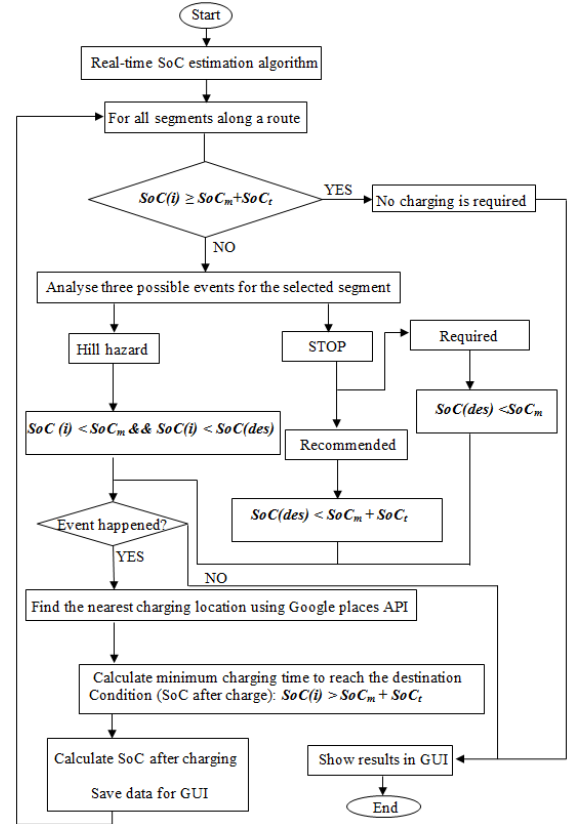 Start
Real-time SoC estimation algorithm
For all segments along a route
SoC(i) ≥ SoCm+SoCt
YES
No charging is required
NO
Analyse three possible events for the selected segment
Hill hazard
STOP
Required
SoC (i) < SoCm && SoC(i) < SoC(des)
Recommended
SoC(des) <SoCm
SoC(des) < SoCm + SoCt
Event happened?
YES
NO
Find the nearest charging location using Google places API
Calculate minimum charging time to reach the destination
Condition (SoC after charge): SoC(i) > SoCm + SoCt
Calculate SoC after charging
Save data for GUI
Show results in GUI
End